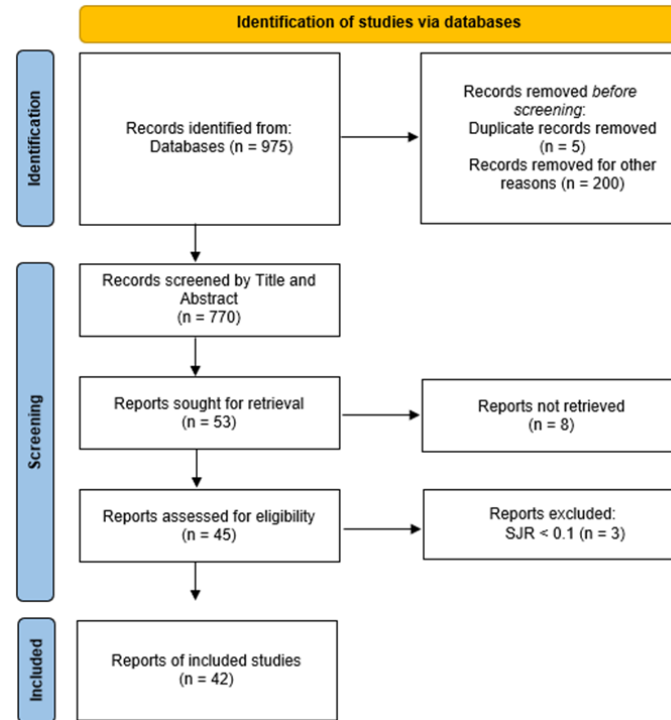 Identification of studies via databases
Identification
Records identified from:
Databases (n = 975)
Records removed before
screening:
Duplicate records removed
(n = 5)
Records removed for other
reasons (n = 200)
Screening
Records screened by Title and
Abstract
(n = 770)
Reports sought for retrieval
(n = 53)
Reports not retrieved
(n = 8)
Reports assessed for eligibility
(n = 45)
Reports excluded:
SJR < 0.1 (n = 3)
Included
Reports of included studies
(n = 42)